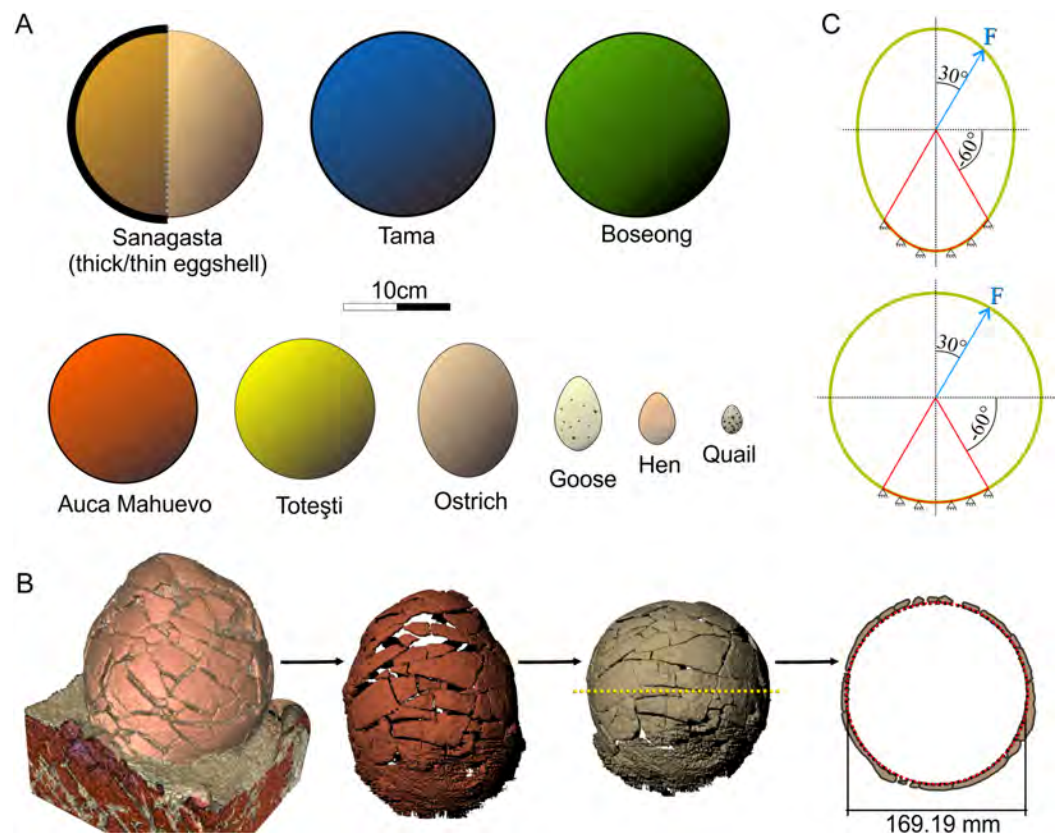 A
Sanagasta
(thick/thin eggshell)
Tama
Boseong
10cm
Auca Mahuevo
Toteşti
Ostrich
Goose
Hen
Quail
C
F
30°
-60°
F
30°
-60°
B
169.19 mm